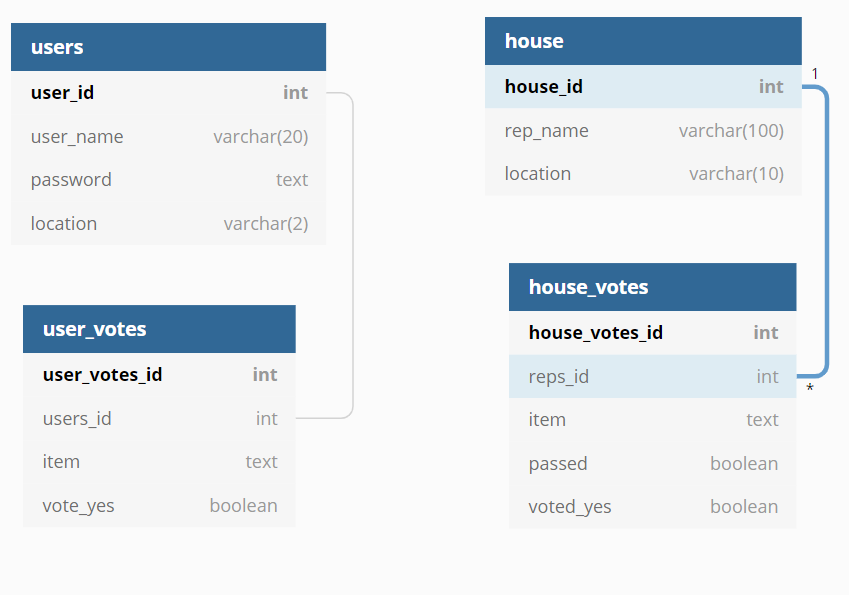 users
user_id int
user_name varchar(20)
password text
location varchar(2)
user_votes
user_votes_id int
users_id int
item text
vote_yes boolean
house
1
house_id int
rep_name varchar(100)
location varchar(10)
house_votes
house_votes_id int
reps_id int
*
item text
passed boolean
voted_yes boolean